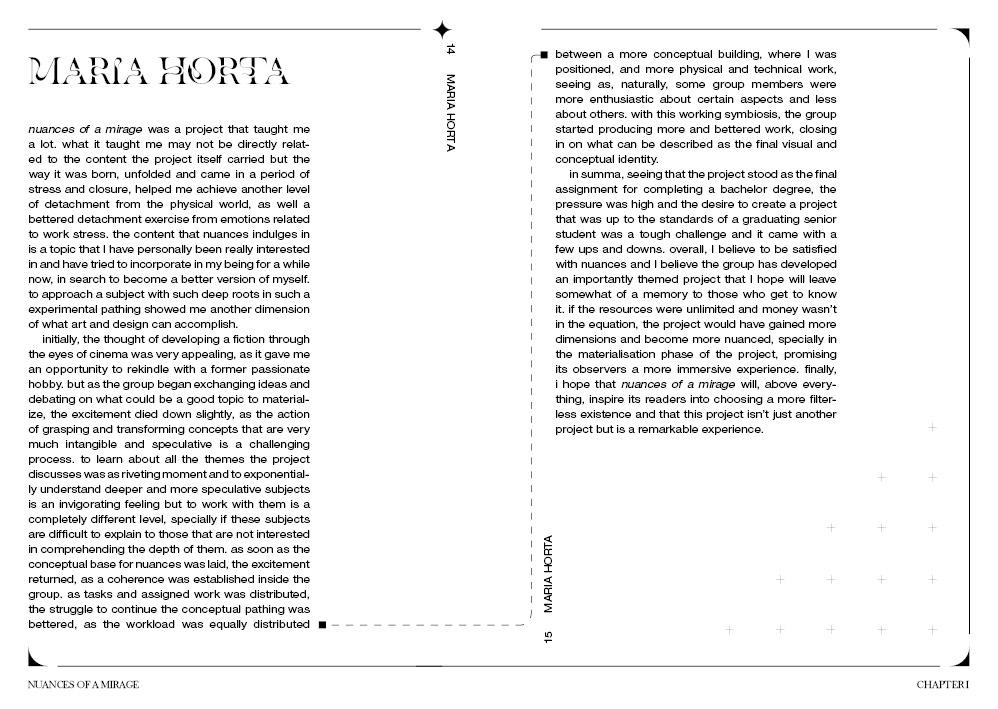 MARIA HORTA
nuances of a mirage was a project that taught me
a lot. what it taught me may not be directly relat-
ed to the content the project itself carried but the
way it was born, unfolded and came in a period of
stress and closure, helped me achieve another level
of detachment from the physical world, as well a
bettered detachment exercise from emotions related
to work stress. the content that nuances indulges in
is a topic that I have personally been really interested
in and have tried to incorporate in my being for a while
now, in search to become a better version of myself.
to approach a subject with such deep roots in such a
experimental pathing showed me another dimension
of what art and design can accomplish.
initially, the thought of developing a fiction through
the eyes of cinema was very appealing, as it gave me
an opportunity to rekindle with a former passionate
hobby. but as the group began exchanging ideas and
debating on what could be a good topic to material-
ize, the excitement died down slightly, as the action
of grasping and transforming concepts that are very
much intangible and speculative is a challenging
process. to learn about all the themes the project
discusses was as riveting moment and to exponential-
ly understand deeper and more speculative subjects
is an invigorating feeling but to work with them is a
completely different level, specially if these subjects
are difficult to explain to those that are not interested
in comprehending the depth of them. as soon as the
conceptual base for nuances was laid, the excitement
returned, as a coherence was established inside the
group. as tasks and assigned work was distributed,
the struggle to continue the conceptual pathing was
bettered, as the workload was equally distributed
14 MARIA HORTA
between a more conceptual building, where I was
positioned, and more physical and technical work,
seeing as, naturally, some group members were
more enthusiastic about certain aspects and less
about others. with this working symbiosis, the group
started producing more and bettered work, closing
in on what can be described as the final visual and
conceptual identity.
in summa, seeing that the project stood as the final
assignment for completing a bachelor degree, the
pressure was high and the desire to create a project
that was up to the standards of a graduating senior
student was a tough challenge and it came with a
few ups and downs. overall, I believe to be satisfied
with nuances and I believe the group has developed
an importantly themed project that I hope will leave
somewhat of a memory to those who get to know
it. if the resources were unlimited and money wasn't
in the equation, the project would have gained more
dimensions and become more nuanced, specially in
the materialisation phase of the project, promising
its observers a more immersive experience. finally,
i hope that nuances of a mirage will, above every-
thing, inspire its readers into choosing a more filter-
less existence and that this project isn't just another
project but is a remarkable experience.
15 MARIA HORTA
NUANCES OF A MIRAGE
CHAPTER I